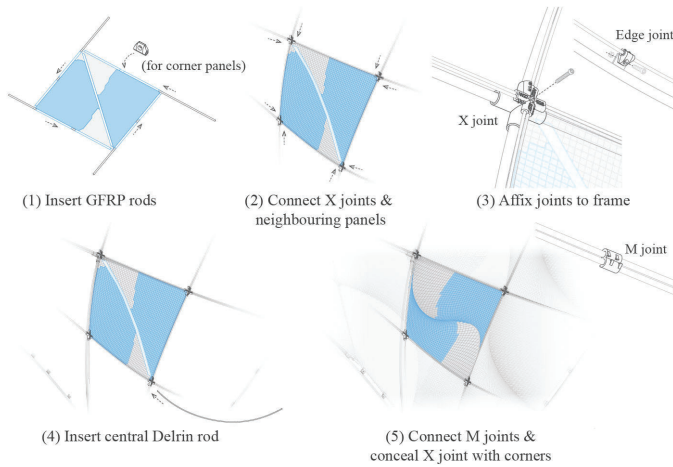 (for corner panels)
Edge joint
X joint
(1) Insert GFRP rods
(2) Connect X joints &
neighbouring panels
(3) Affix joints to frame
M joint
(4) Insert central Delrin rod
(5) Connect M joints &
conceal X joint with corners